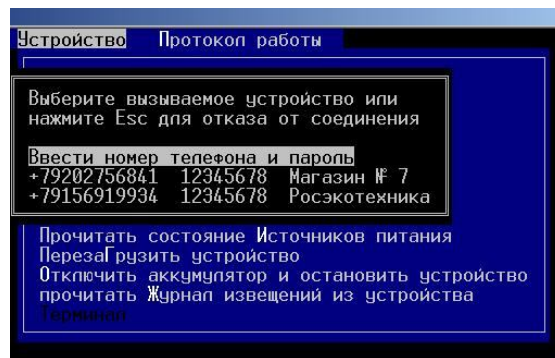 Устройство Протокол работы
Выберите вызываемое устройство или
нажмите Esc для отказа от соединения
Ввести номер телефона и пароль
+79202756841 12345678 Магазин № 7
+79156919934 12345678 Росэкотехника
Прочитать состояние Источников питания
ПерезаГрузить устройство
Отключить аккумулятор и остановить устройство
прочитать Журнал извещений из устройства
Терминал